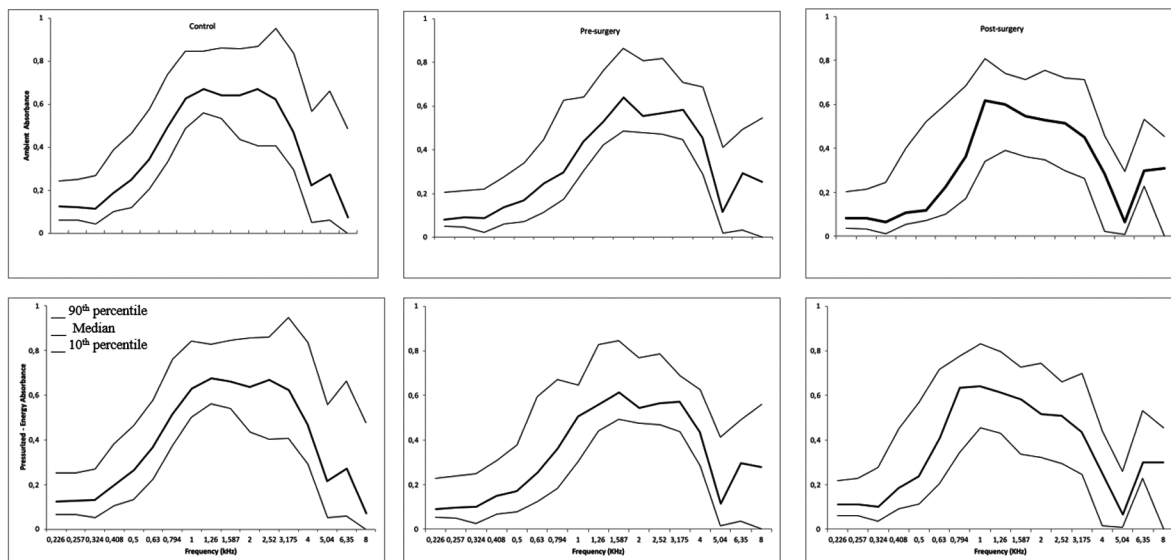 Control
Pre-surgery
Post-surgery
Ambient Absorbance
1
0,8
0,6
0,4
0,2
0
1
0,8
0,6
0,4
0,2
0
1
0,8
0,6
0,4
0,2
0
90th percentile
Median
10th percentile
Pressurized - Energy Absorbance
1
0,8
0,6
0,4
0,2
0
1
0,8
0,6
0,4
0,2
0
1
0,8
0,6
0,4
0,2
0
0,226 0,257 0,324 0,408 0,5 0,63 0,794 1 1,26 1,587 2 2,52 3,175 4 5,04 6,35 8
Frequency (KHz)
0,226 0,257 0,324 0,408 0,5 0,63 0,794 1 1,26 1,587 2 2,52 3,175 4 5,04 6,35 8
Frequency (kHz)
0,226 0,257 0,324 0,408 0,5 0,63 0,794 1 1,26 1,587 2 2,52 3,175 4 5,04 6,35 8
Frequency (kHz)